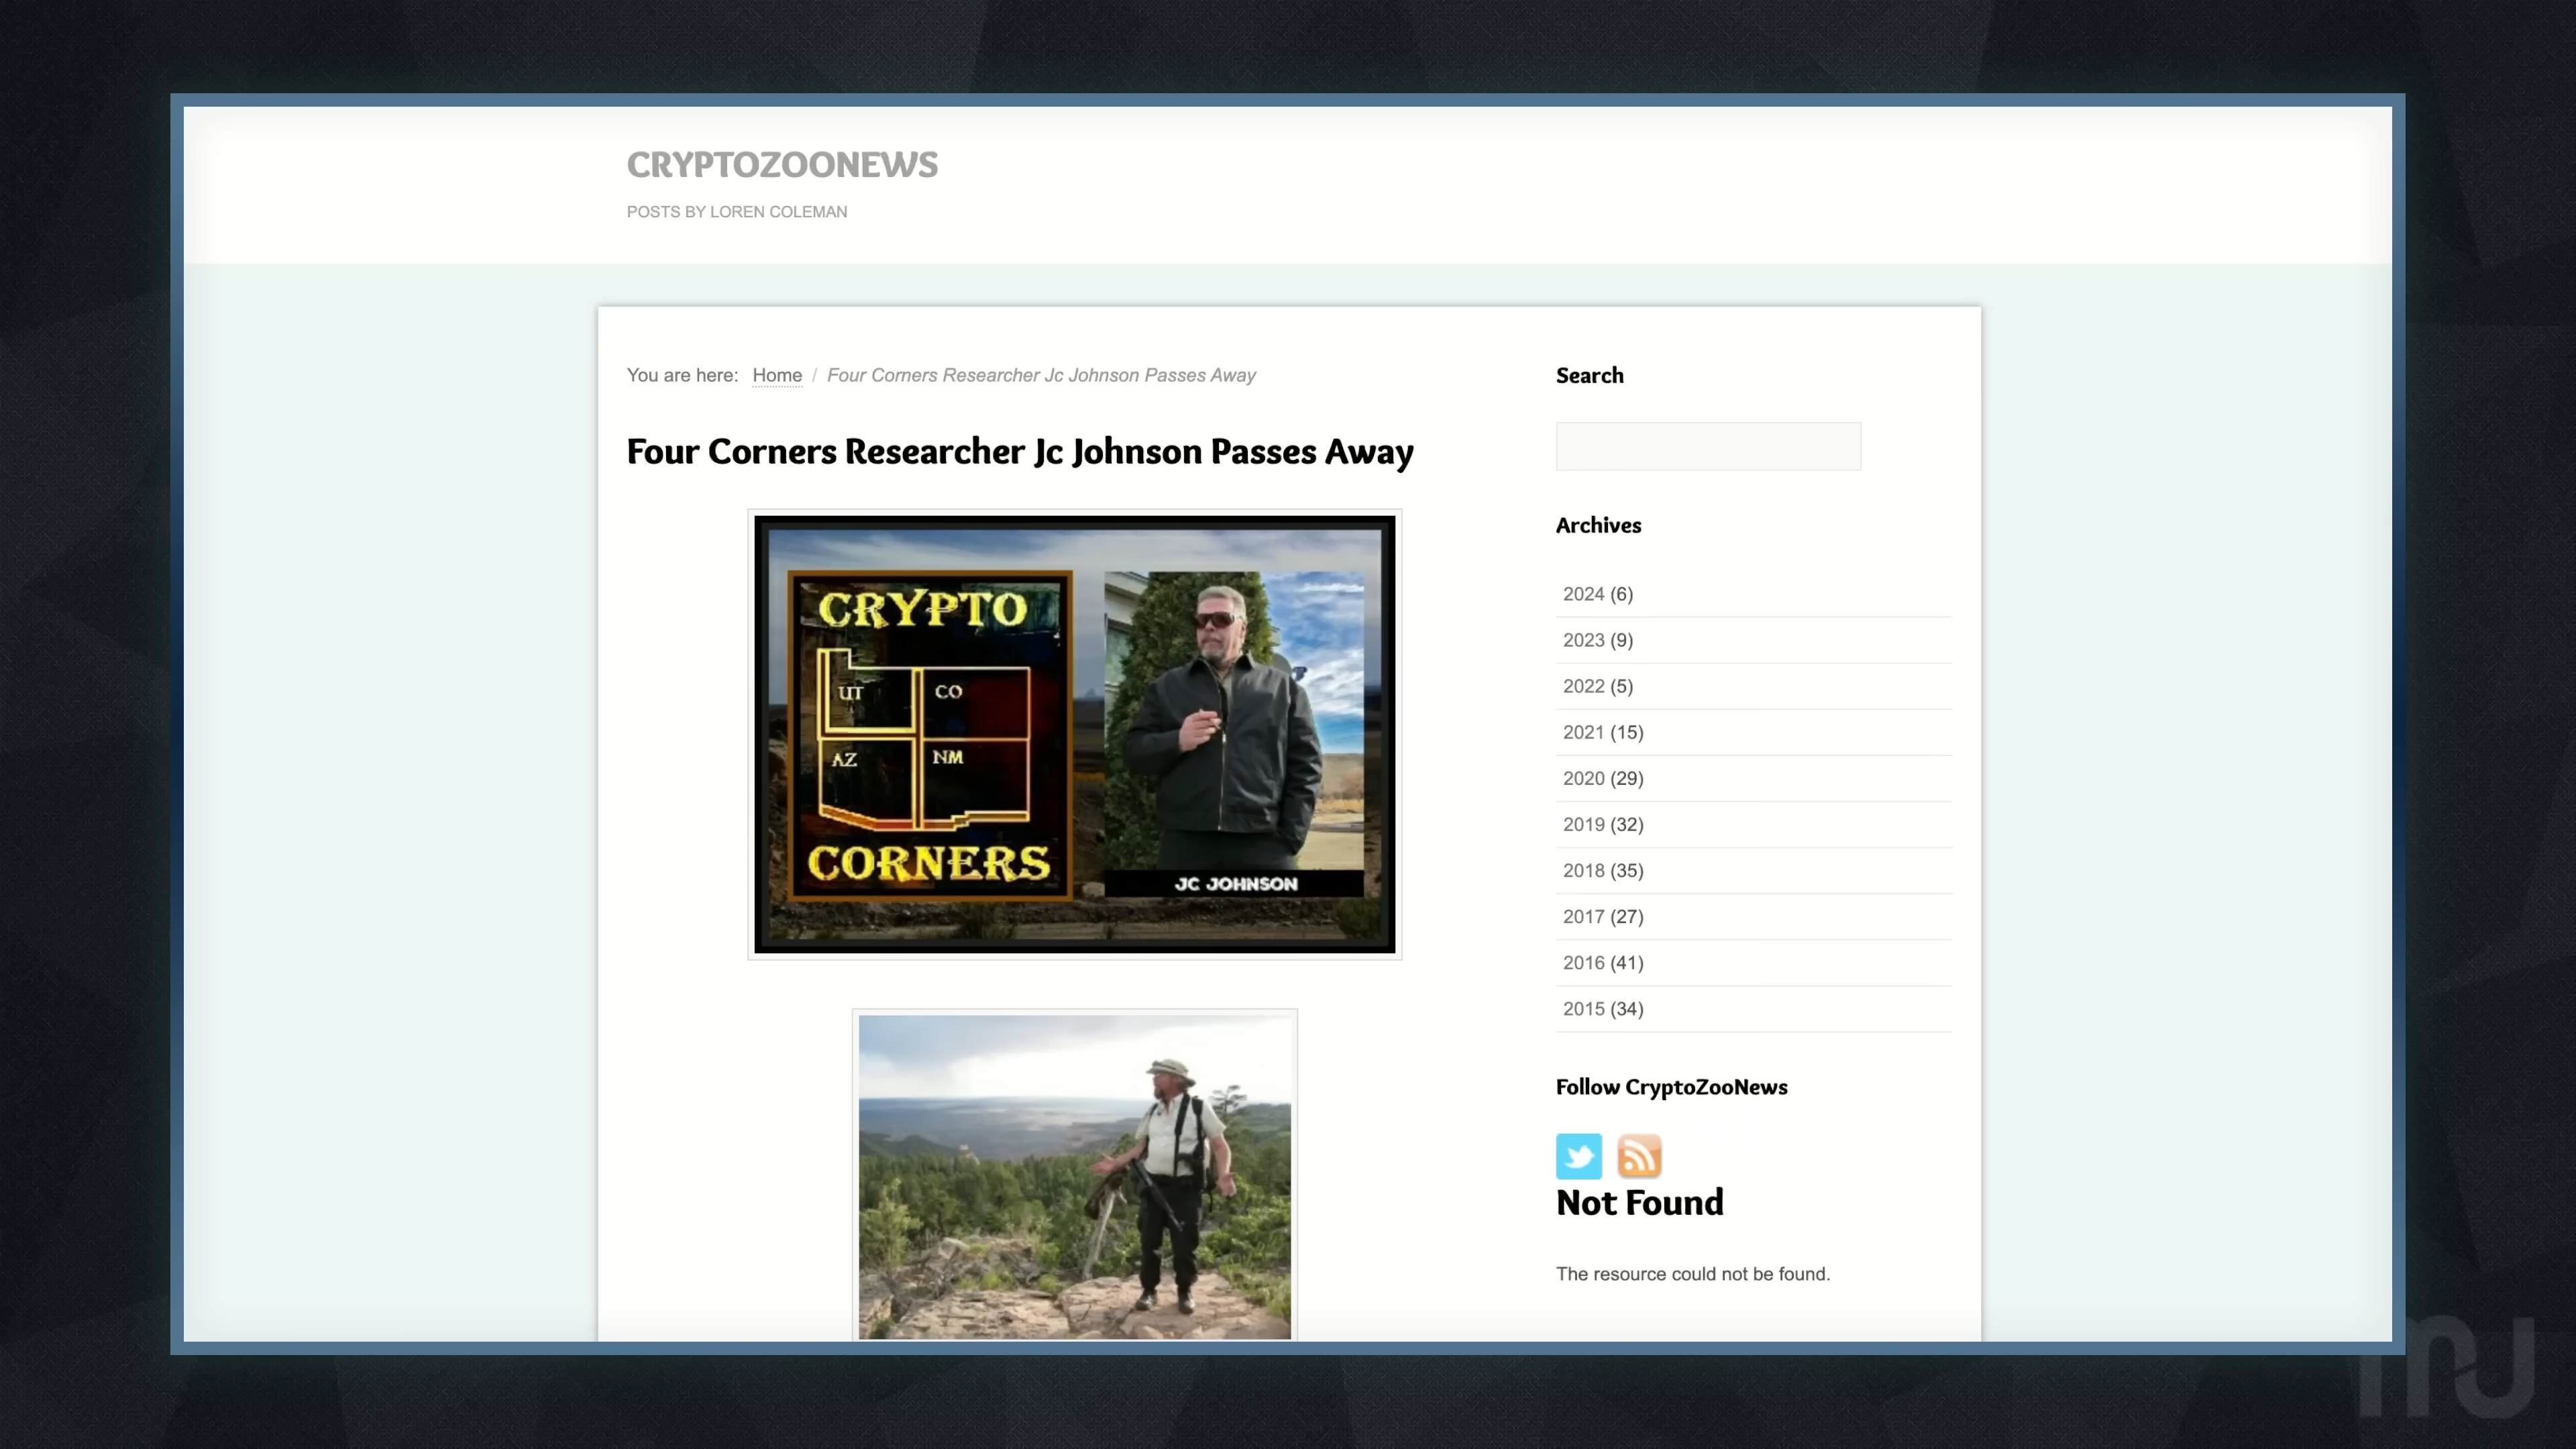 CRYPTOZOONEWS
POSTS BY LOREN COLEMAN
You are here: Home / Four Corners Researcher Jc Johnson Passes Away
Four Corners Researcher Jc Johnson Passes Away
CRYPTO
UT
CO
AZ
NM
CORNERS
JC JOHNSON
Search
Archives
2024 (6)
2023 (9)
2022 (5)
2021 (15)
2020 (29)
2019 (32)
2018 (35)
2017 (27)
2016 (41)
2015 (34)
Follow CryptoZooNews
Not Found
The resource could not be found.